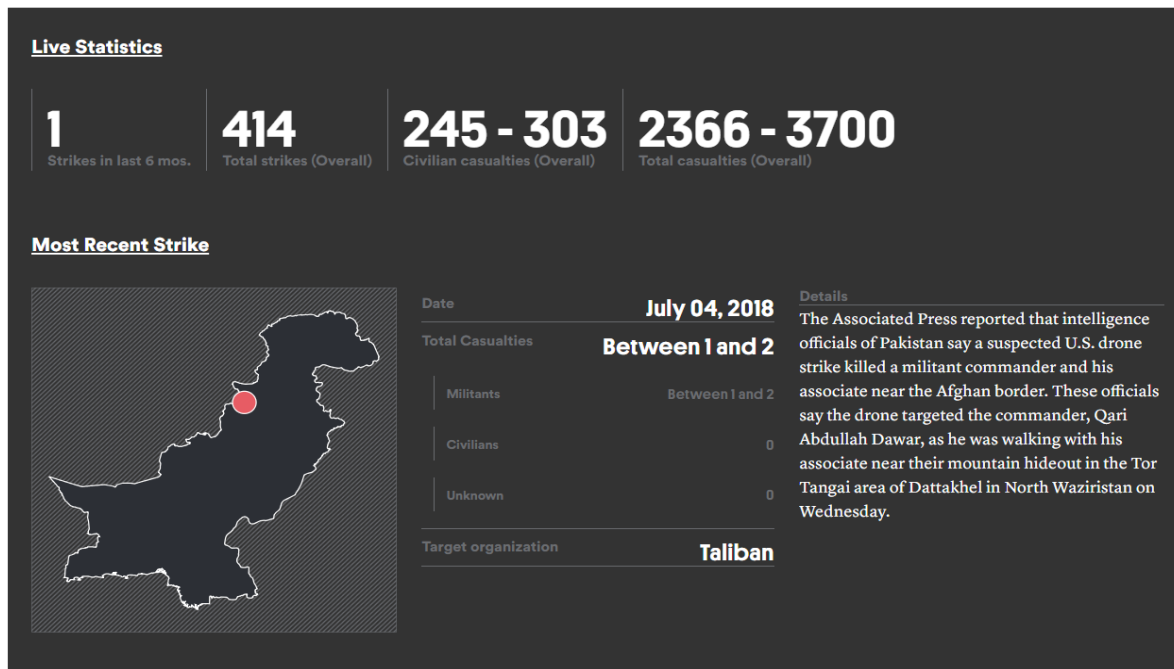 Live Statistics
1
Strikes in last 6 mos.
414
Total strikes (Overall)
245 - 303
Civilian casualties (Overall)
2366 - 3700
Total casualties (Overall)
Most Recent Strike
Date
July 04, 2018
Total Casualties
Between 1 and 2
Militants
Between 1 and 2
Civilians
0
Unknown
0
Target organization
Taliban
Details
The Associated Press reported that intelligence
officials of Pakistan say a suspected U.S. drone
strike killed a militant commander and his
associate near the Afghan border. These officials
say the drone targeted the commander, Qari
Abdullah Dawar, as he was walking with his
associate near their mountain hideout in the Tor
Tangai area of Dattakhel in North Waziristan on
Wednesday.